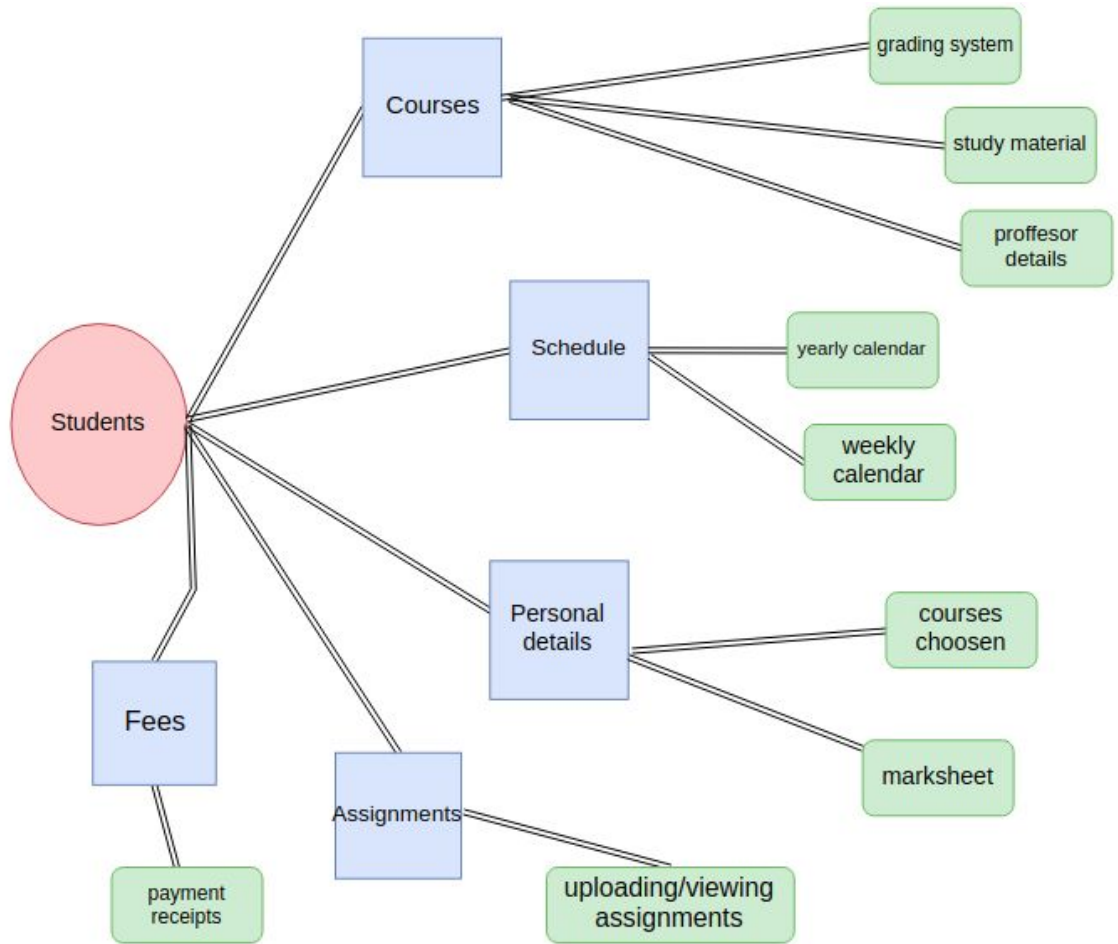 grading system
Courses
study material
proffesor
details
Schedule
yearly calendar
Students
weekly
calendar
Personal
details
courses
choosen
Fees
marksheet
Assignments
payment
receipts
uploading/viewing
assignments